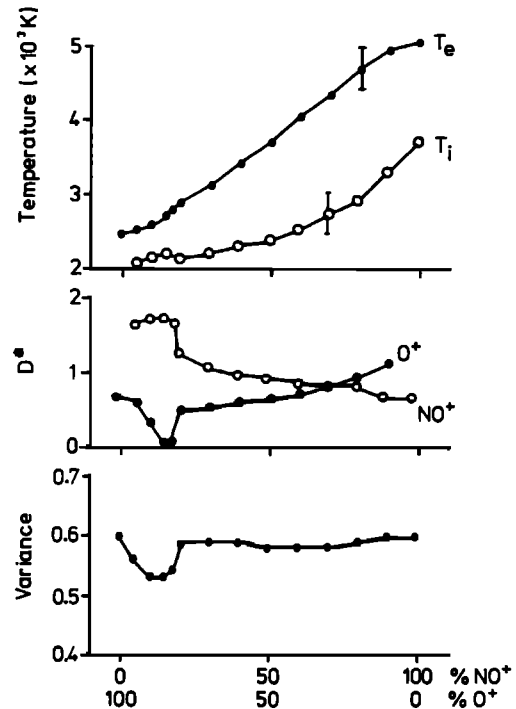 Temperature (x10³K)
5
4
3
2
Te
Ti
D*
2
1
0
O⁺
NO⁺
Variance
0.7
0.6
0.5
0.4
0 50 100 % NO⁺
100 50 0 % O⁺